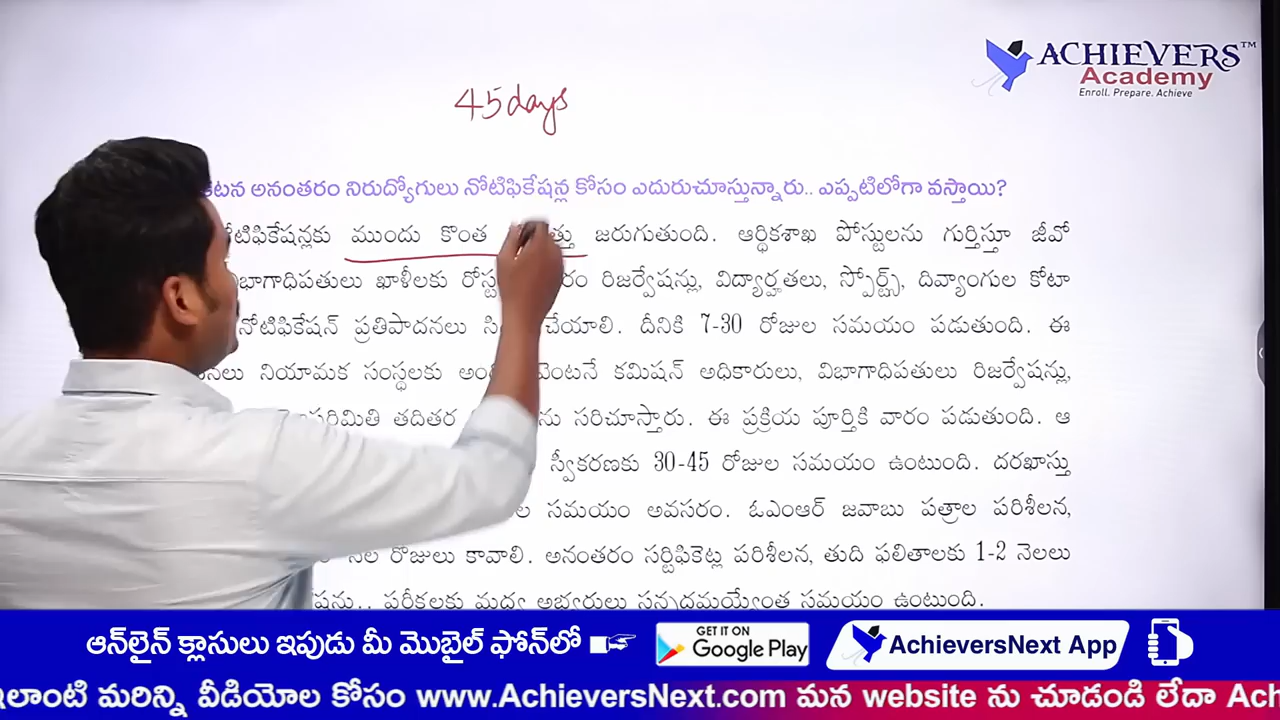 ACHIEVERS™
Academy
Enroll. Prepare. Achieve
45 days
అనంతరం నిరుద్యోగులు నోటిఫికేషన్ల కోసం ఎదురుచూస్తున్నారు.. ఎప్పటిలోగా వస్తాయి?
ముందు కొంత జరుగుతుంది. ఆర్థికశాఖ పోస్టులను గుర్తిస్తూ జీవో
ఖాళీలకు రిజర్వేషన్లు, విద్యార్హతలు, స్పోర్ట్స్, దివ్యాంగుల కోటా
నోటిఫికేషన్ ప్రతిపాదనలు చేయాలి. దీనికి 7-30 రోజుల సమయం పడుతుంది. ఈ
నియామక సంస్థలకు కమిషన్ అధికారులు, విభాగాధిపతులు రిజర్వేషన్లు,
తదితర సరిచూస్తారు. ఈ ప్రక్రియ పూర్తికి వారం పడుతుంది. ఆ
స్వీకరణకు 30-45 రోజుల సమయం ఉంటుంది. దరఖాస్తు
సమయం అవసరం. ఓఎంఆర్ జవాబు పత్రాల పరిశీలన,
రోజులు కావాలి. అనంతరం సర్టిఫికెట్ల పరిశీలన, తుది ఫలితాలకు 1-2 నెలలు
పరీక్షలకు మధ్య అభ్యర్థులు సన్నద్ధమయ్యేంత సమయం ఉంటుంది.
ఆన్‌లైన్ క్లాసులు ఇపుడు మీ మొబైల్ ఫోన్‌లో GET IT ON Google Play AchieversNext App
ఇలాంటి మరిన్ని వీడియోల కోసం www.AchieversNext.com మన website ను చూడండి లేదా